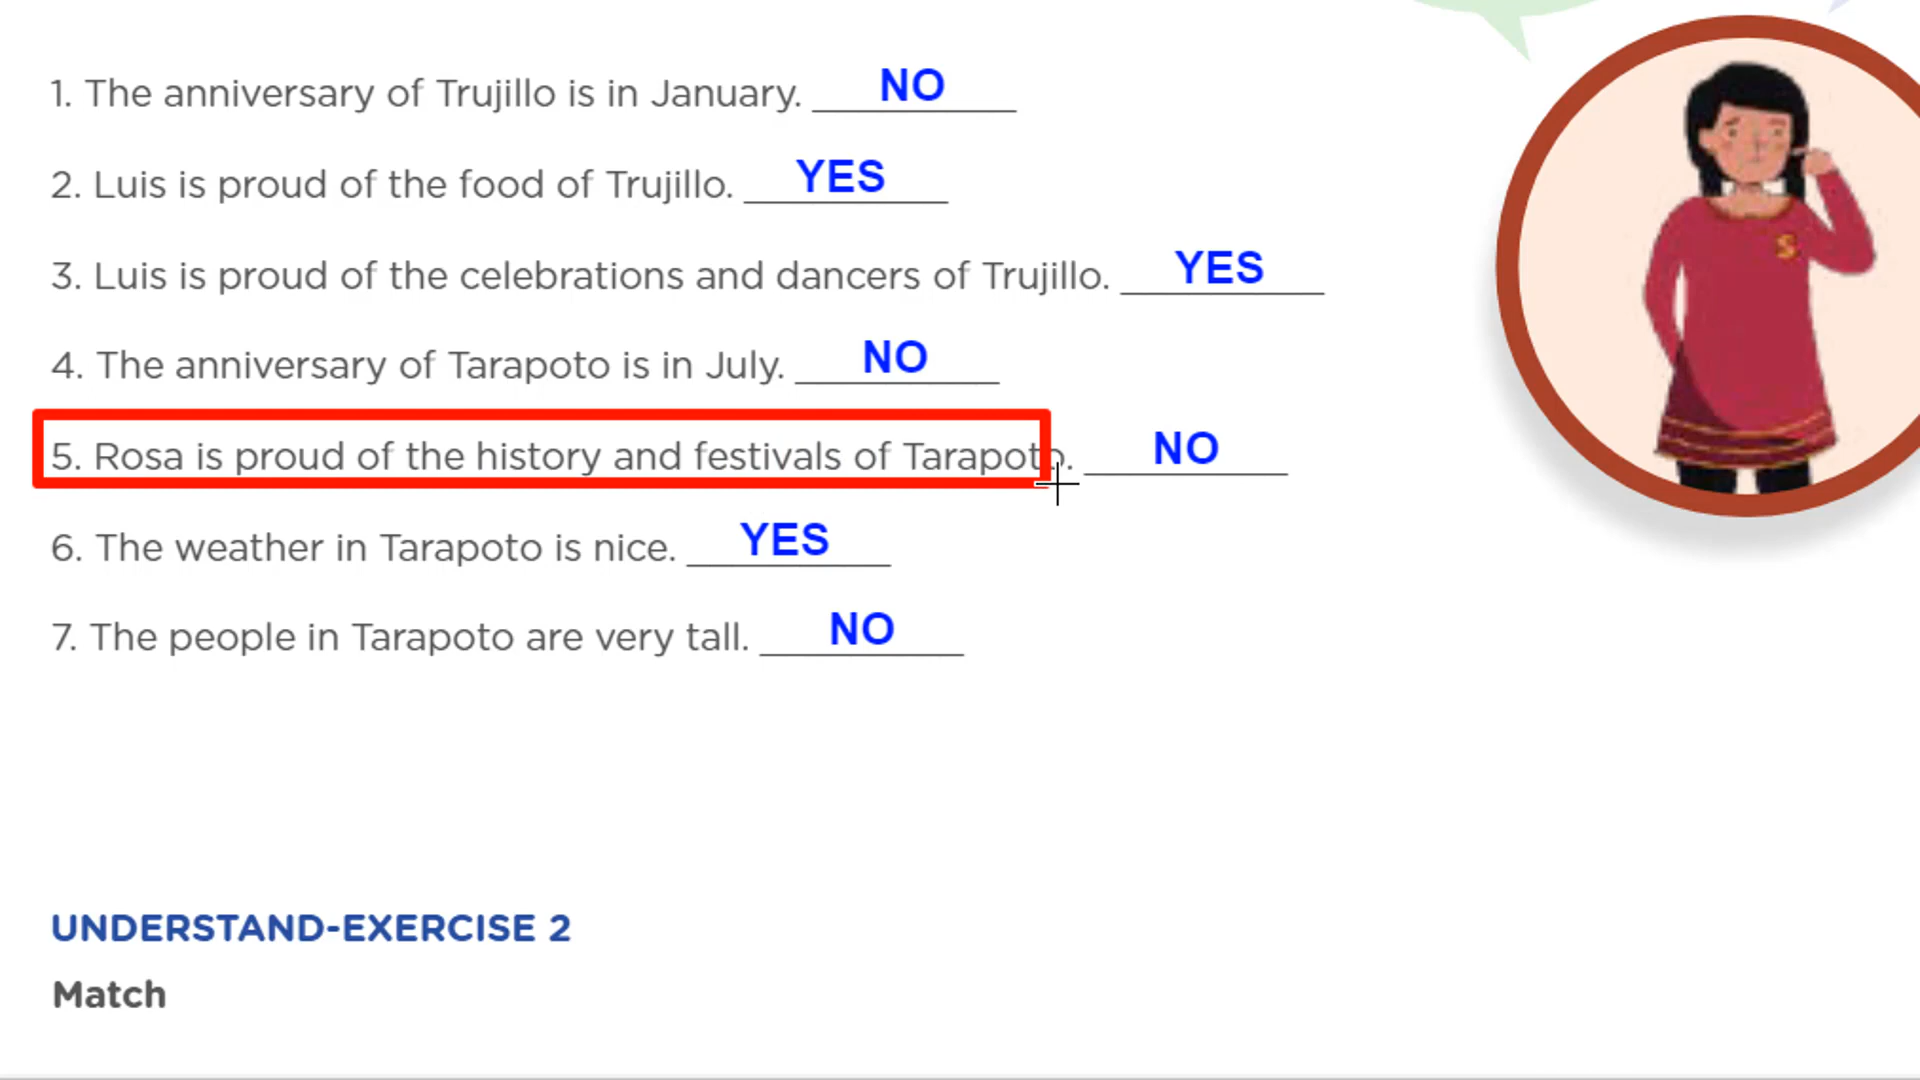 1. The anniversary of Trujillo is in January. NO
2. Luis is proud of the food of Trujillo. YES
3. Luis is proud of the celebrations and dancers of Trujillo. YES
4. The anniversary of Tarapoto is in July. NO
5. Rosa is proud of the history and festivals of Tarapoto. NO
6. The weather in Tarapoto is nice. YES
7. The people in Tarapoto are very tall. NO
S
UNDERSTAND-EXERCISE 2
Match